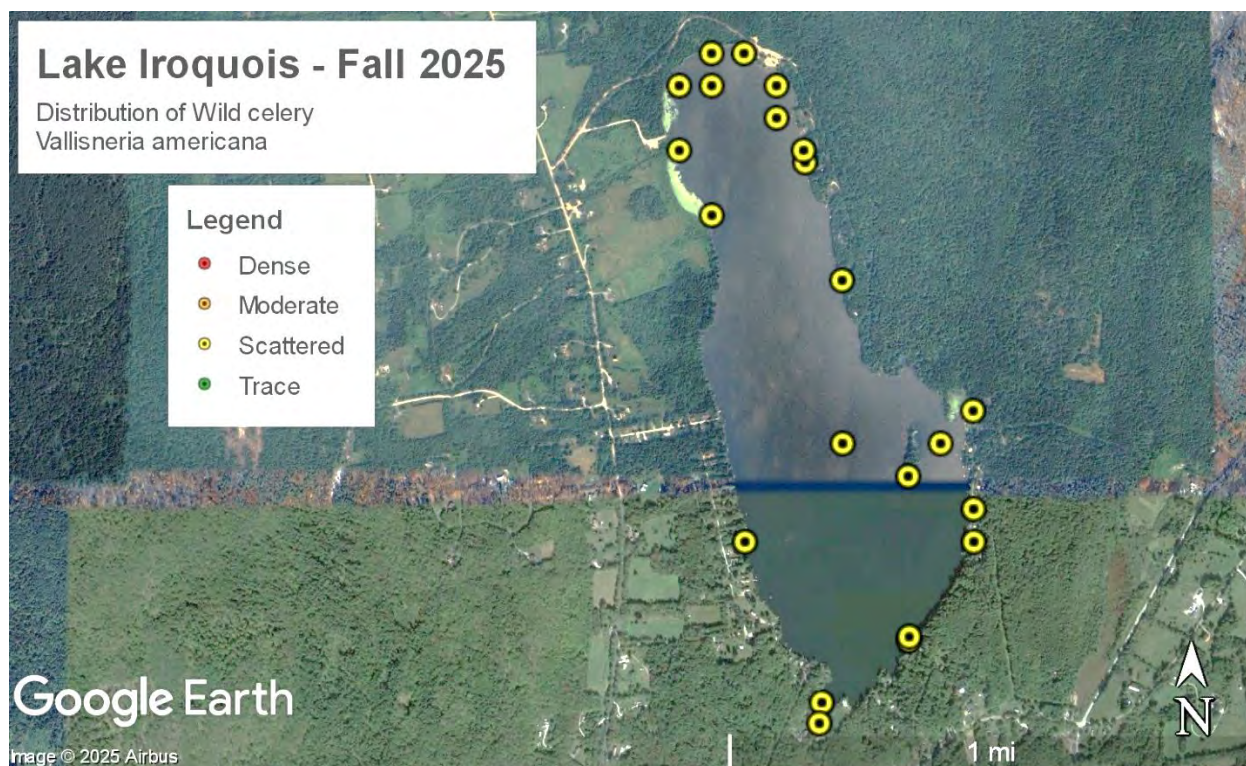 Lake Iroquois - Fall 2025
Distribution of Wild celery
Vallisneria americana
Legend
Dense
Moderate
Scattered
Trace
Google Earth
Image © 2025 Airbus
1 mi
N